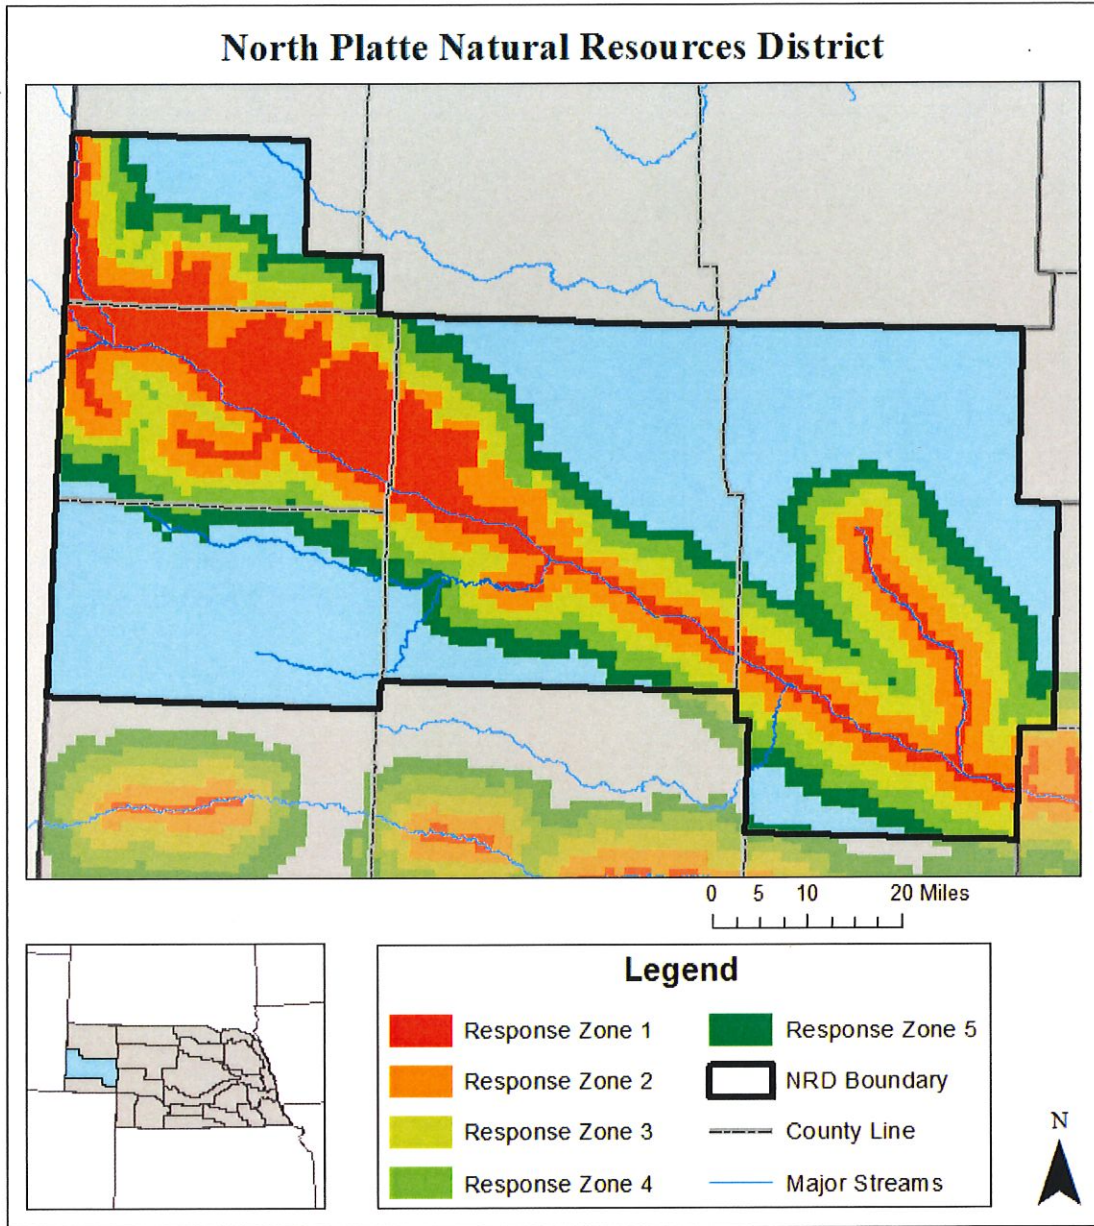 North Platte Natural Resources District
0 5 10 20 Miles
Legend
Response Zone 1
Response Zone 2
Response Zone 3
Response Zone 4
Response Zone 5
NRD Boundary
County Line
Major Streams
N